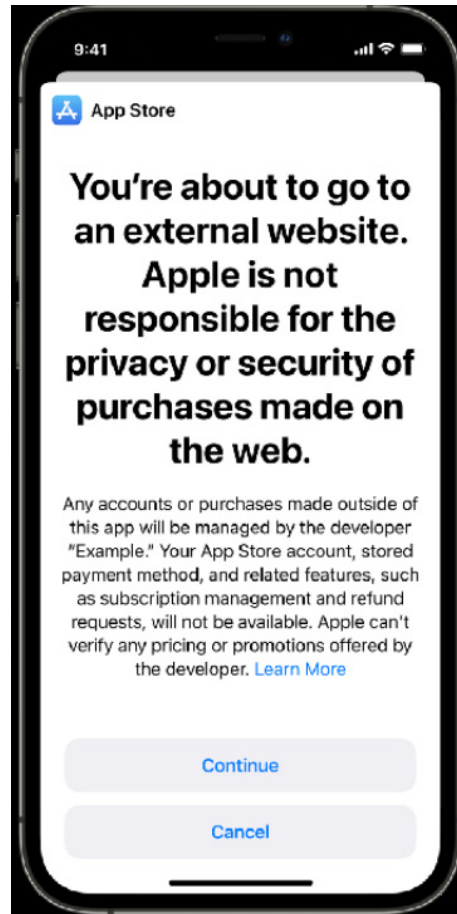 9:41
App Store
You’re about to go to
an external website.
Apple is not
responsible for the
privacy or security of
purchases made on
the web.
Any accounts or purchases made outside of
this app will be managed by the developer
“Example.” Your App Store account, stored
payment method, and related features, such
as subscription management and refund
requests, will not be available. Apple can't
verify any pricing or promotions offered by
the developer. Learn More
Continue
Cancel